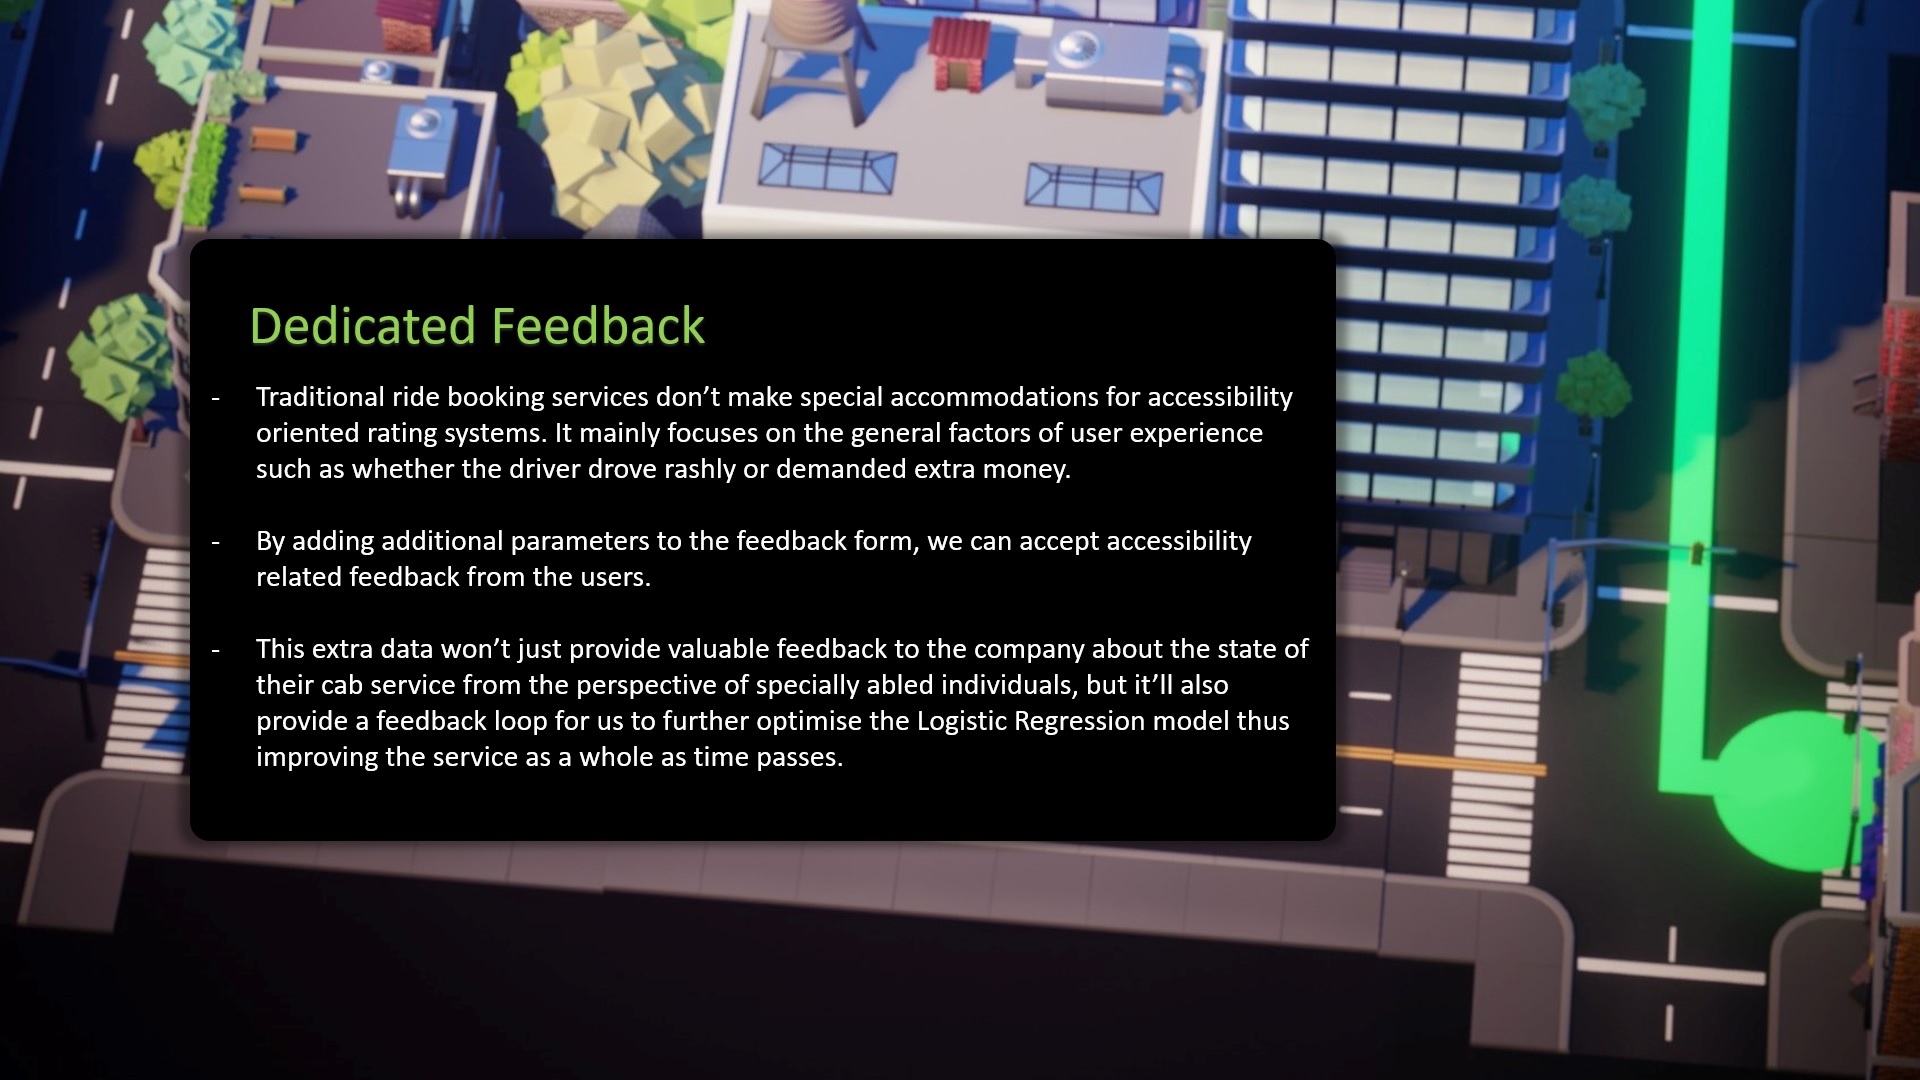 Dedicated Feedback
- Traditional ride booking services don’t make special accommodations for accessibility
oriented rating systems. It mainly focuses on the general factors of user experience
such as whether the driver drove rashly or demanded extra money.
- By adding additional parameters to the feedback form, we can accept accessibility
related feedback from the users.
- This extra data won’t just provide valuable feedback to the company about the state of
their cab service from the perspective of specially abled individuals, but it’ll also
provide a feedback loop for us to further optimise the Logistic Regression model thus
improving the service as a whole as time passes.